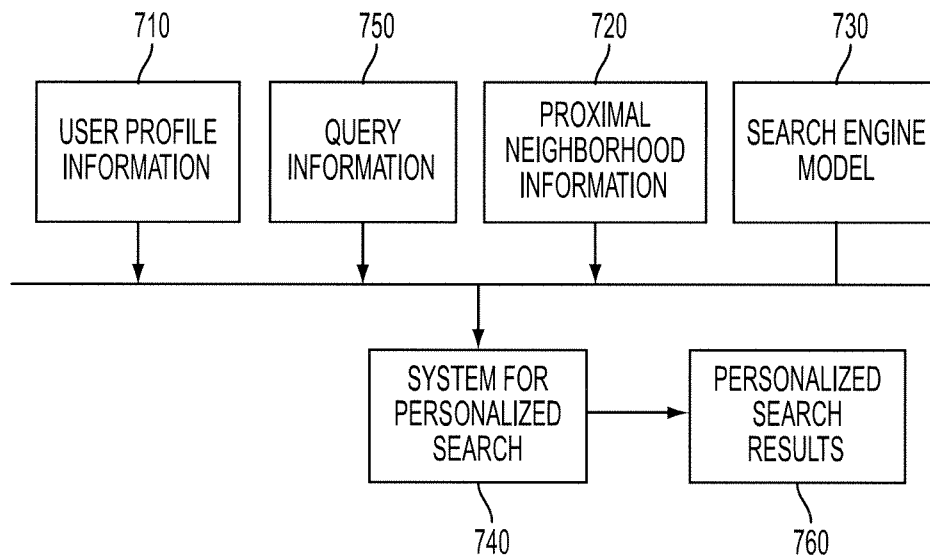 710
750
720
730
USER PROFILE
INFORMATION
QUERY
INFORMATION
PROXIMAL
NEIGHBORHOOD
INFORMATION
SEARCH ENGINE
MODEL
SYSTEM FOR
PERSONALIZED
SEARCH
PERSONALIZED
SEARCH
RESULTS
740
760